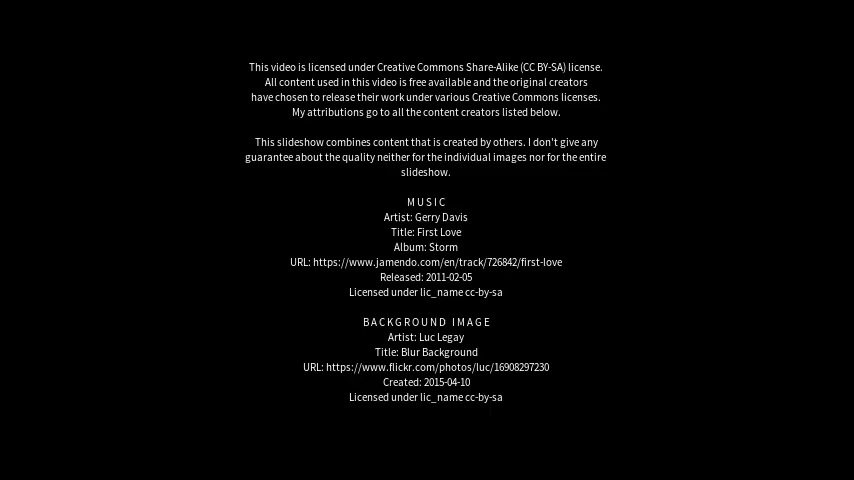 This video is licensed under Creative Commons Share-Alike (CC BY-SA) license.
All content used in this video is free available and the original creators
have chosen to release their work under various Creative Commons licenses.
My attributions go to all the content creators listed below.
This slideshow combines content that is created by others. I don't give any
guarantee about the quality neither for the individual images nor for the entire
slideshow.
MUSIC
Artist: Gerry Davis
Title: First Love
Album: Storm
URL: https://www.jamendo.com/en/track/726842/first-love
Released: 2011-02-05
Licensed under lic_name cc-by-sa
BACKGROUND IMAGE
Artist: Luc Legay
Title: Blur Background
URL: https://www.flickr.com/photos/luc/16908297230
Created: 2015-04-10
Licensed under lic_name cc-by-sa